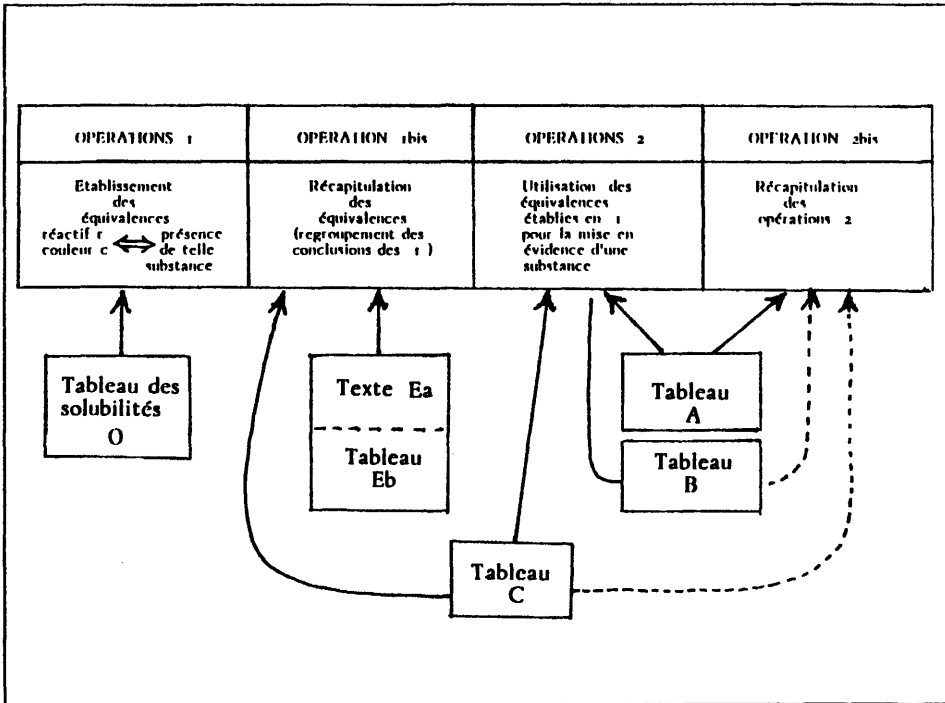 OPERATIONS 1
OPERATION 1bis
OPERATIONS 2
OPERATION 2bis
Etablissement
des
équivalences
réactif r
couleur c ⟺ présence
de telle
substance
Récapitulation
des
équivalences
(regroupement des
conclusions des 1 )
Utilisation des
équivalences
établies en 1
pour la mise en
évidence d'une
substance
Récapitulation
des
opérations 2
Tableau des
solubilités
O
Texte Ea
Tableau
Eb
Tableau
A
Tableau
B
Tableau
C